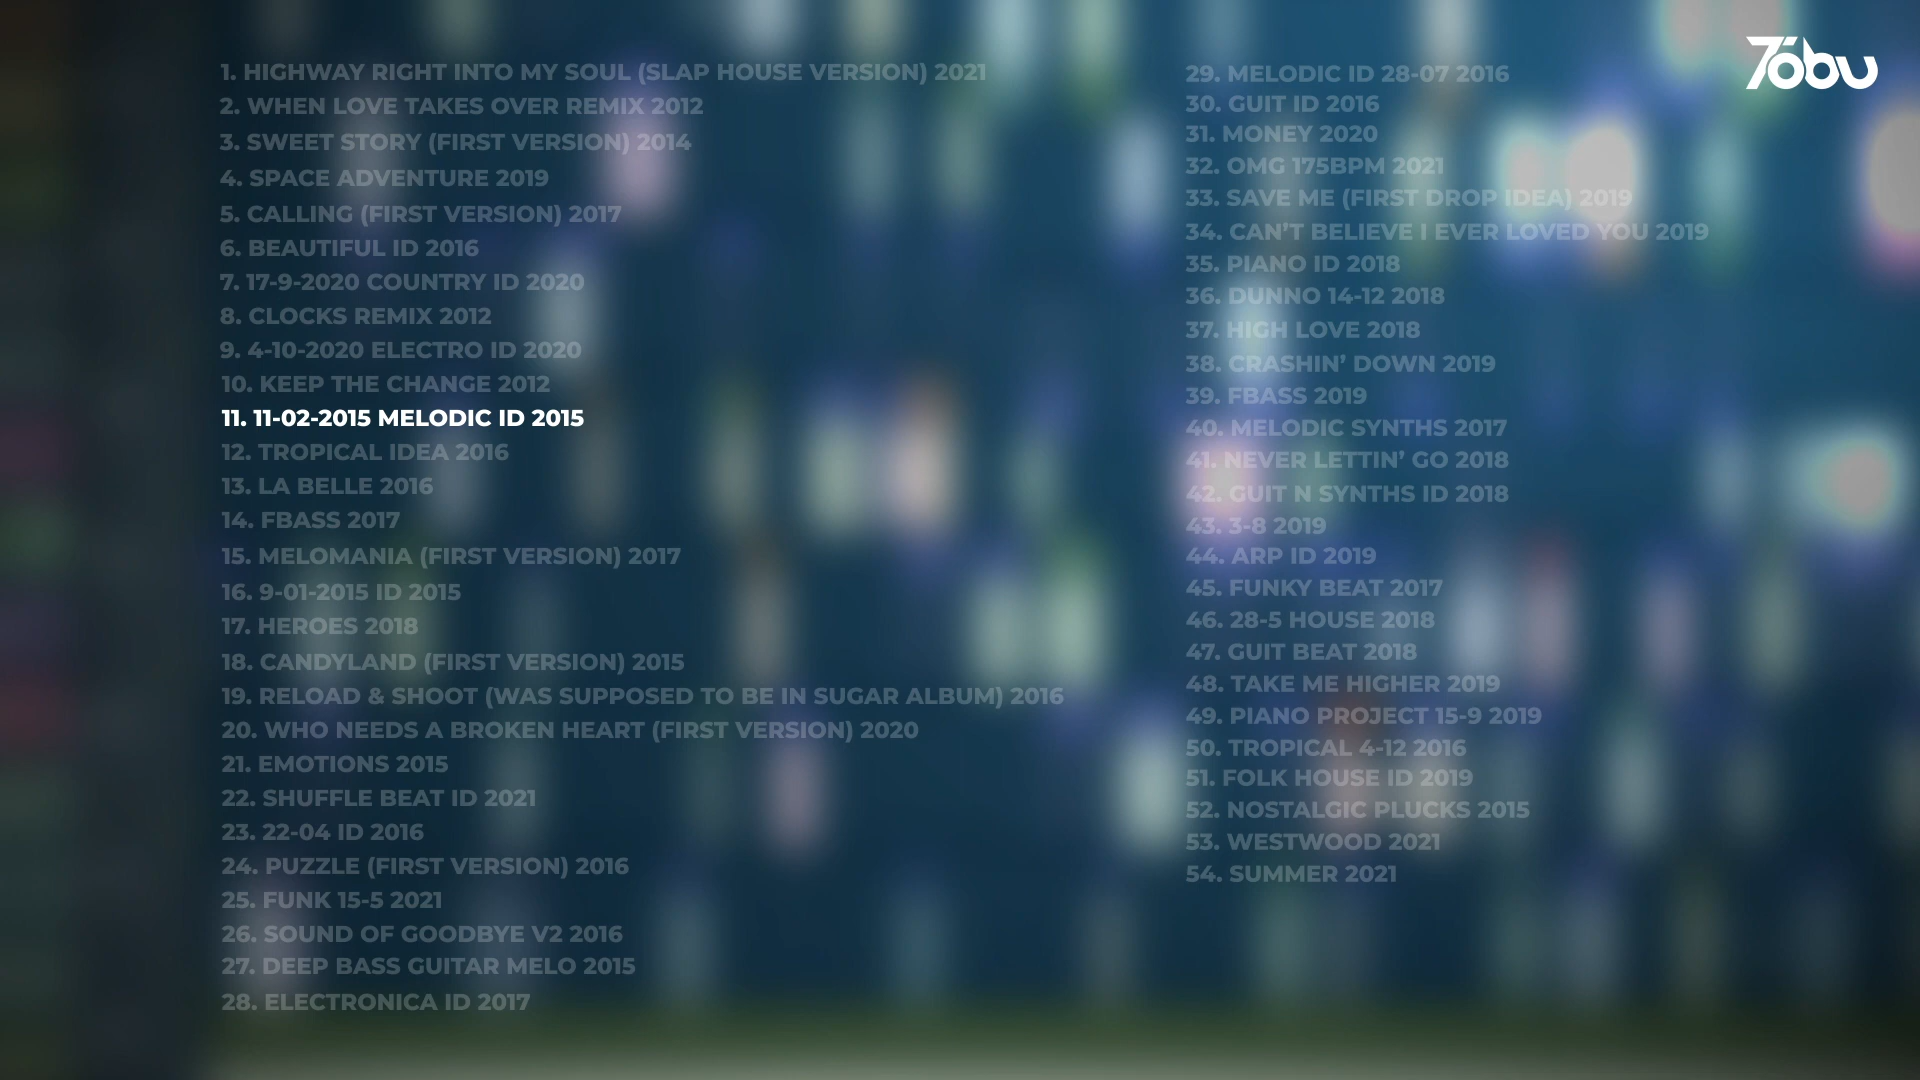 1. HIGHWAY RIGHT INTO MY SOUL (SLAP HOUSE VERSION) 2021
2. WHEN LOVE TAKES OVER REMIX 2012
3. SWEET STORY (FIRST VERSION) 2014
4. SPACE ADVENTURE 2019
5. CALLING (FIRST VERSION) 2017
6. BEAUTIFUL ID 2016
7. 17-9-2020 COUNTRY ID 2020
8. CLOCKS REMIX 2012
9. 4-10-2020 ELECTRO ID 2020
10. KEEP THE CHANGE 2012
11. 11-02-2015 MELODIC ID 2015
12. TROPICAL IDEA 2016
13. LA BELLE 2016
14. FBASS 2017
15. MELOMANIA (FIRST VERSION) 2017
16. 9-01-2015 ID 2015
17. HEROES 2018
18. CANDYLAND (FIRST VERSION) 2015
19. RELOAD & SHOOT (WAS SUPPOSED TO BE IN SUGAR ALBUM) 2016
20. WHO NEEDS A BROKEN HEART (FIRST VERSION) 2020
21. EMOTIONS 2015
22. SHUFFLE BEAT ID 2021
23. 22-04 ID 2016
24. PUZZLE (FIRST VERSION) 2016
25. FUNK 15-5 2021
26. SOUND OF GOODBYE V2 2016
27. DEEP BASS GUITAR MELO 2015
28. ELECTRONICA ID 2017
29. MELODIC ID 28-07 2016
30. GUIT ID 2016
31. MONEY 2020
32. OMG 175BPM 2021
33. SAVE ME (FIRST DROP IDEA) 2019
34. CAN’T BELIEVE I EVER LOVED YOU 2019
35. PIANO ID 2018
36. DUNNO 14-12 2018
37. HIGH LOVE 2018
38. CRASHIN’ DOWN 2019
39. FBASS 2019
40. MELODIC SYNTHS 2017
41. NEVER LETTIN’ GO 2018
42. GUIT N SYNTHS ID 2018
43. 3-8 2019
44. ARP ID 2019
45. FUNKY BEAT 2017
46. 28-5 HOUSE 2018
47. GUIT BEAT 2018
48. TAKE ME HIGHER 2019
49. PIANO PROJECT 15-9 2019
50. TROPICAL 4-12 2016
51. FOLK HOUSE ID 2019
52. NOSTALGIC PLUCKS 2015
53. WESTWOOD 2021
54. SUMMER 2021
Tobu